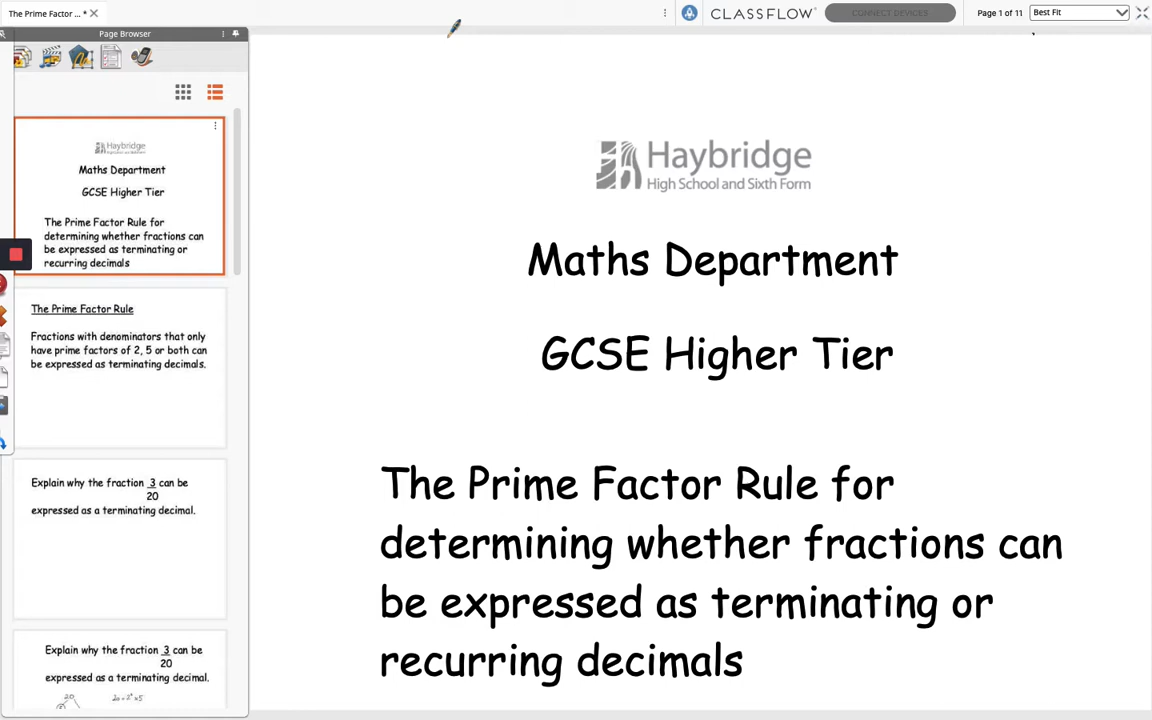 The Prime Factor ... *
CLASSFLOW
CONNECT DEVICES
Page 1 of 11
Best Fit
Page Browser
Haybridge
Maths Department
GCSE Higher Tier
The Prime Factor Rule for
determining whether fractions can
be expressed as terminating or
recurring decimals
The Prime Factor Rule
Fractions with denominators that only
have prime factors of 2, 5 or both can
be expressed as terminating decimals.
Explain why the fraction 3 can be
20
expressed as a terminating decimal.
Explain why the fraction 3 can be
20
expressed as a terminating decimal.
20
Haybridge
High School and Sixth Form
Maths Department
GCSE Higher Tier
The Prime Factor Rule for
determining whether fractions can
be expressed as terminating or
recurring decimals